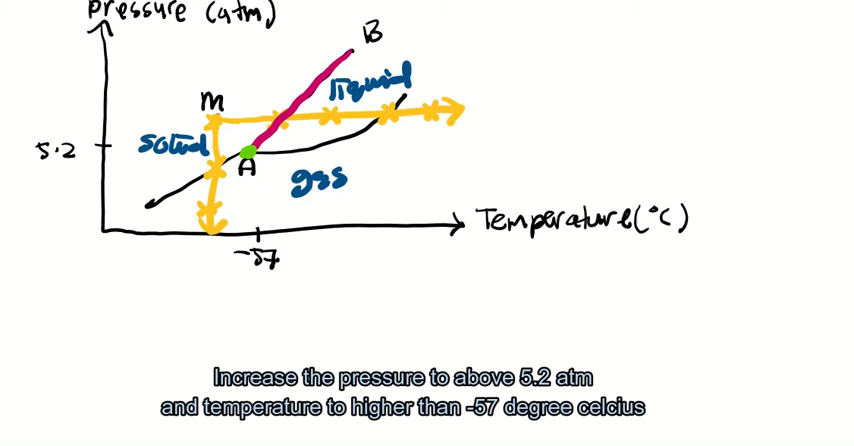 pressure (atm)
B
liquid
M
5.2
solid
A
gas
Temperature (°C)
-57
Increase the pressure to above 5.2 atm
and temperature to higher than -57 degree celcius